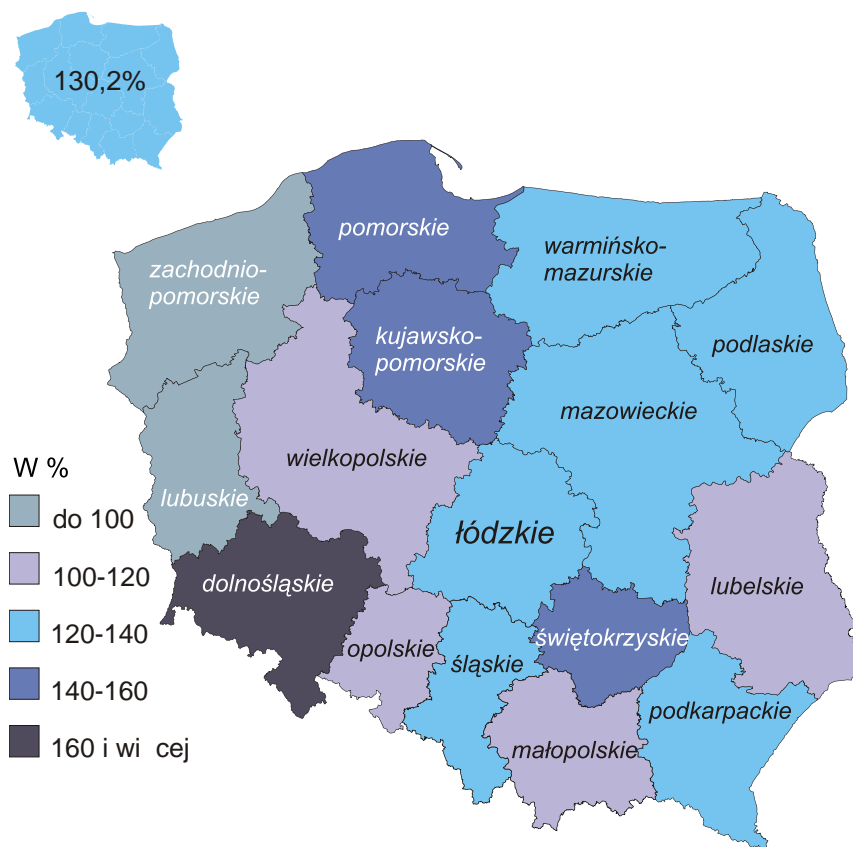 130,2%
pomorskie
warmińsko-
mazurskie
zachodnio-
pomorskie
kujawsko-
pomorskie
podlaskie
mazowieckie
wielkopolskie
W %
lubuskie
do 100
łódzkie
100-120
dolnośląskie
lubelskie
120-140
świętokrzyskie
opolskie
śląskie
140-160
podkarpackie
160 i wi cej
małopolskie